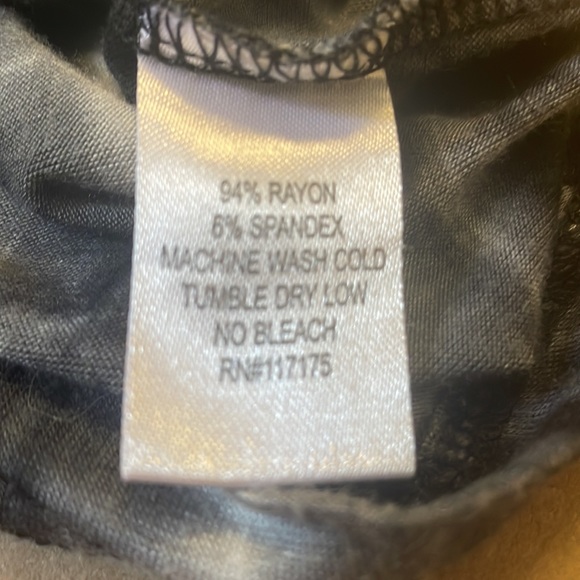 94% RAYON
6% SPANDEX
MACHINE WASH COLD
TUMBLE DRY LOW
NO BLEACH
RN#117175